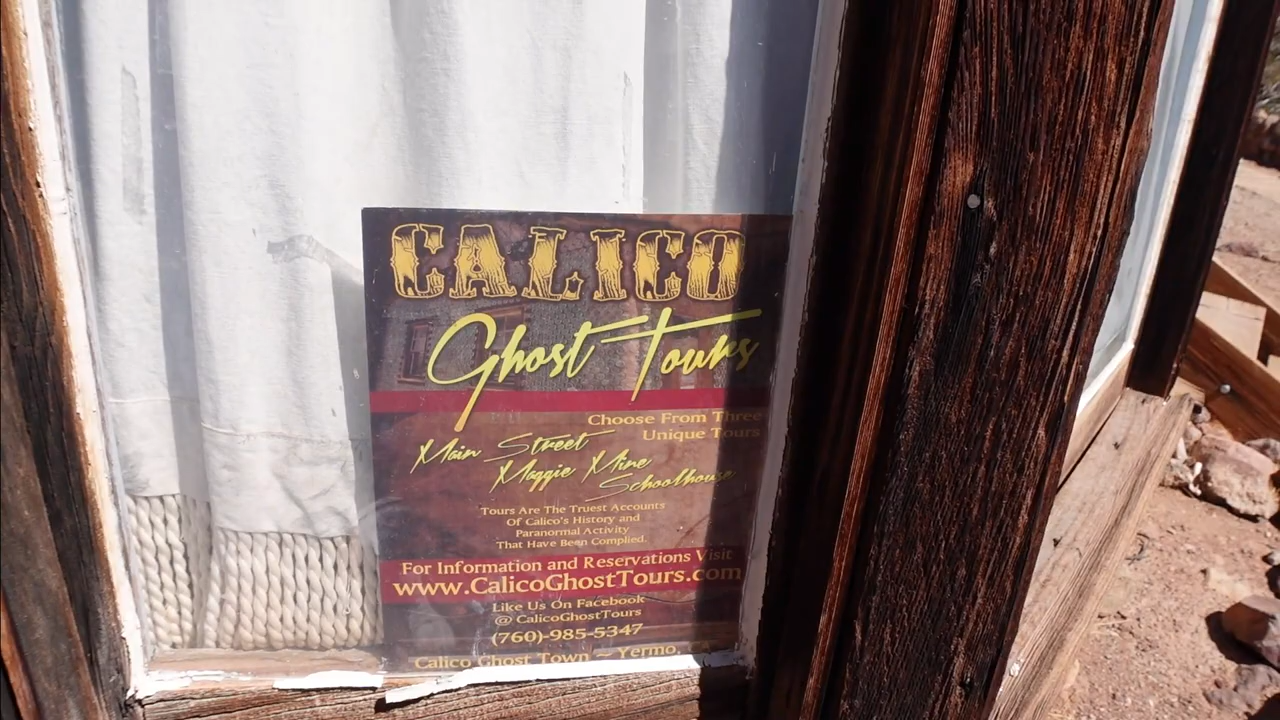 CALICO
Ghost Tours
Choose From Three
Unique Tours
Main Street
Maggie Mine
Schoolhouse
Tours Are The Truest Accounts
Of Calico's History and
Paranormal Activity
That Have Been Complied.
For Information and Reservations Visit
www.CalicoGhostTours.com
Like Us On Facebook
@ CalicoGhostTours
(760)-985-5347
Calico Ghost Town ~ Yermo,